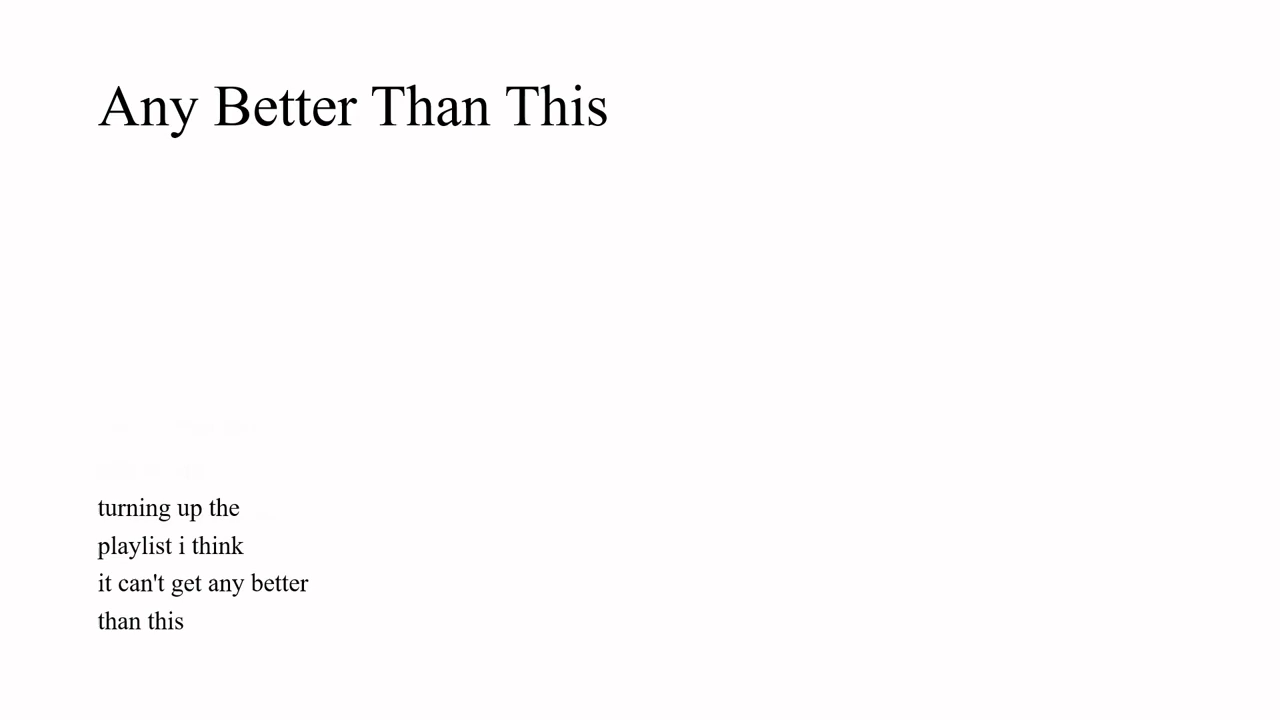 Any Better Than This
turning up the
playlist i think
it can't get any better
than this